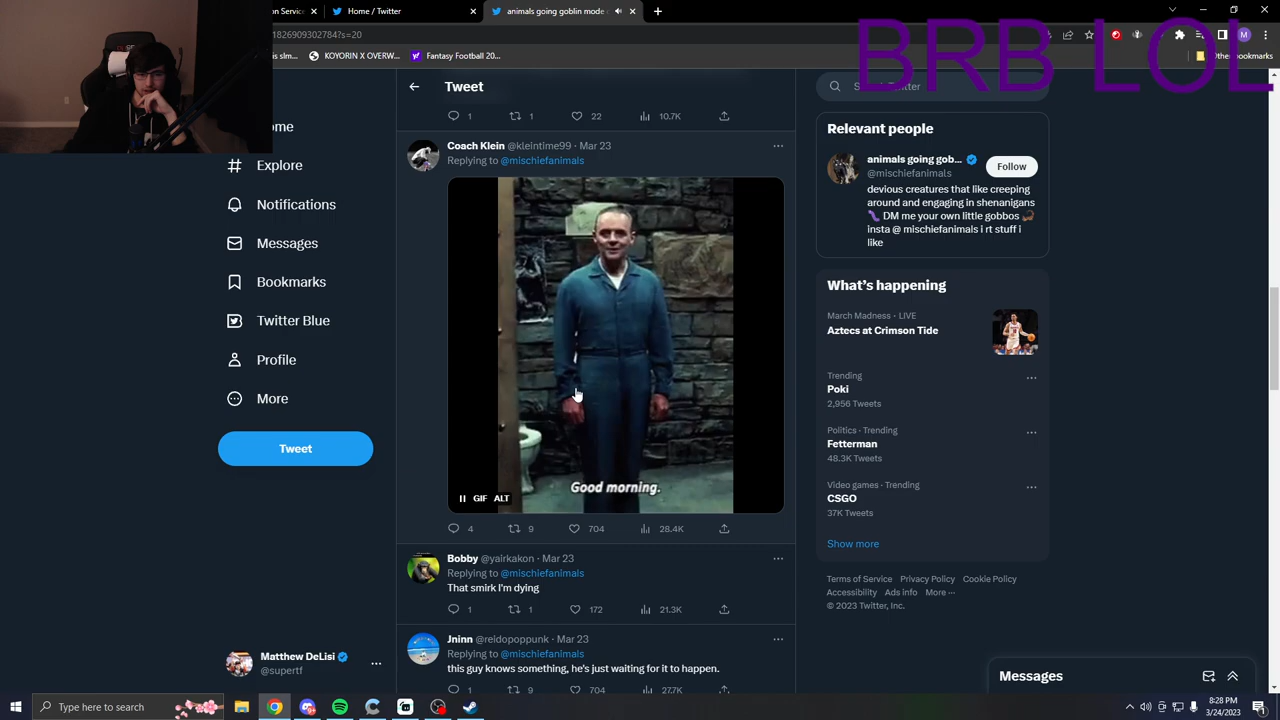 BRB LOL
Home
1826909302784?s=20
KOYORIN X OVERW...
Fantasy Football 20...
Other bookmarks
Tweet
1 1 22 10.7K
Coach Klein @kleintime99 · Mar 23
Replying to @mischiefanimals
Good morning.
GIF ALT
4 9 704 28.4K
Bobby @yairkakon · Mar 23
Replying to @mischiefanimals
That smirk I'm dying
1 1 172 21.3K
Jninn @reidopoppunk · Mar 23
Replying to @mischiefanimals
this guy knows something, he's just waiting for it to happen.
1 9 704 27.7K
Explore
Notifications
Messages
Bookmarks
Twitter Blue
Profile
More
Tweet
Matthew DeLisi
@supertf
Relevant people
animals going gob...
@mischiefanimals
Follow
devious creatures that like creeping
around and engaging in shenanigans
DM me your own little gobbos
insta @ mischiefanimals i rt stuff i
like
What's happening
March Madness · LIVE
Aztecs at Crimson Tide
Trending
Poki
2,956 Tweets
Politics · Trending
Fetterman
48.3K Tweets
Video games · Trending
CSGO
37K Tweets
Show more
Terms of Service Privacy Policy Cookie Policy
Accessibility Ads info More ···
© 2023 Twitter, Inc.
Messages
Type here to search
8:28 PM
3/24/2023